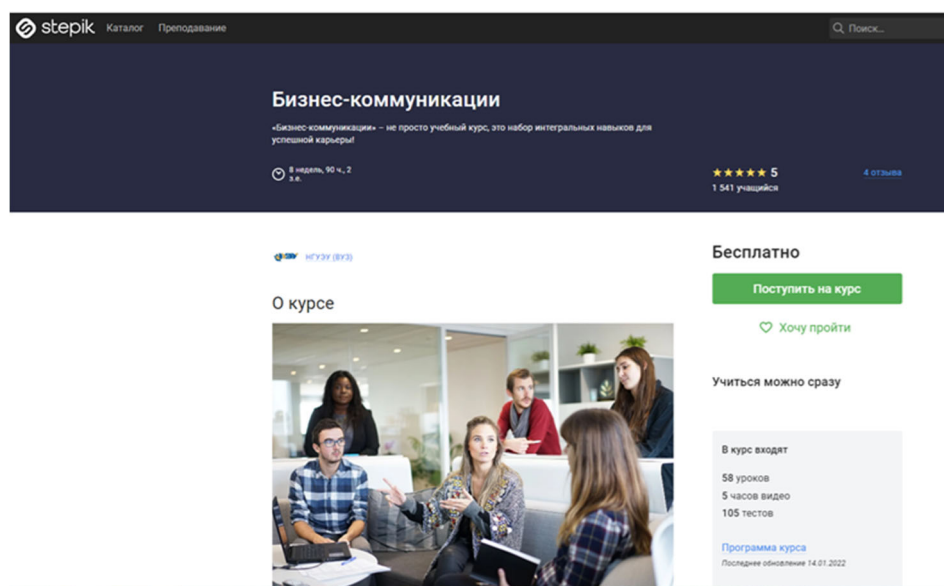 stepik Каталог Преподавание
Поиск...
Бизнес-коммуникации
«Бизнес-коммуникации» – не просто учебный курс, это набор интегральных навыков для
успешной карьеры!
8 недель, 90 ч., 2
з.е.
★★★★★ 5
4 отзыва
1 541 учащийся
НГУЭУ (ВУЗ)
Бесплатно
Поступить на курс
Хочу пройти
О курсе
Учиться можно сразу
В курс входят
58 уроков
5 часов видео
105 тестов
Программа курса
Последнее обновление 14.01.2022